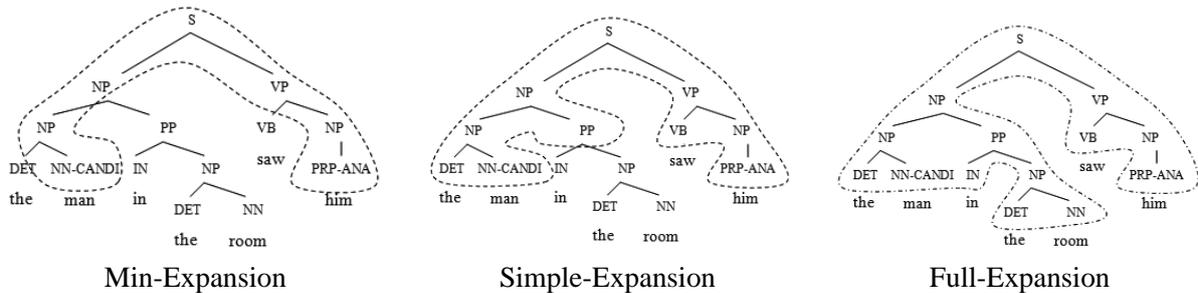 S
NP VP
NP PP VB NP
DET NN-CANDI IN NP saw PRP-ANA
the man in DET NN him
the room
Min-Expansion
S
NP VP
NP PP VB NP
DET NN-CANDI IN NP saw PRP-ANA
the man in DET NN him
the room
Simple-Expansion
S
NP VP
NP PP VB NP
DET NN-CANDI IN NP saw PRP-ANA
the man in DET NN him
the room
Full-Expansion